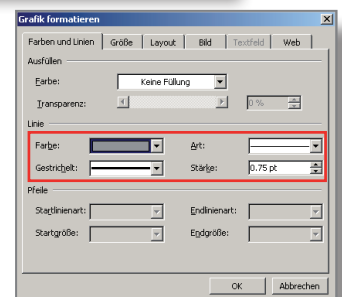 Grafik formatieren
Farben und Linien Größe Layout Bild Textfeld Web
Ausfüllen
Farbe: Keine Füllung
Transparenz: 0 %
Linie
Farbe: Art:
Gestrichelt: Stärke: 0.75 pt
Pfeile
Startlinienart: Endlinienart:
Startgröße: Endgröße:
OK Abbrechen